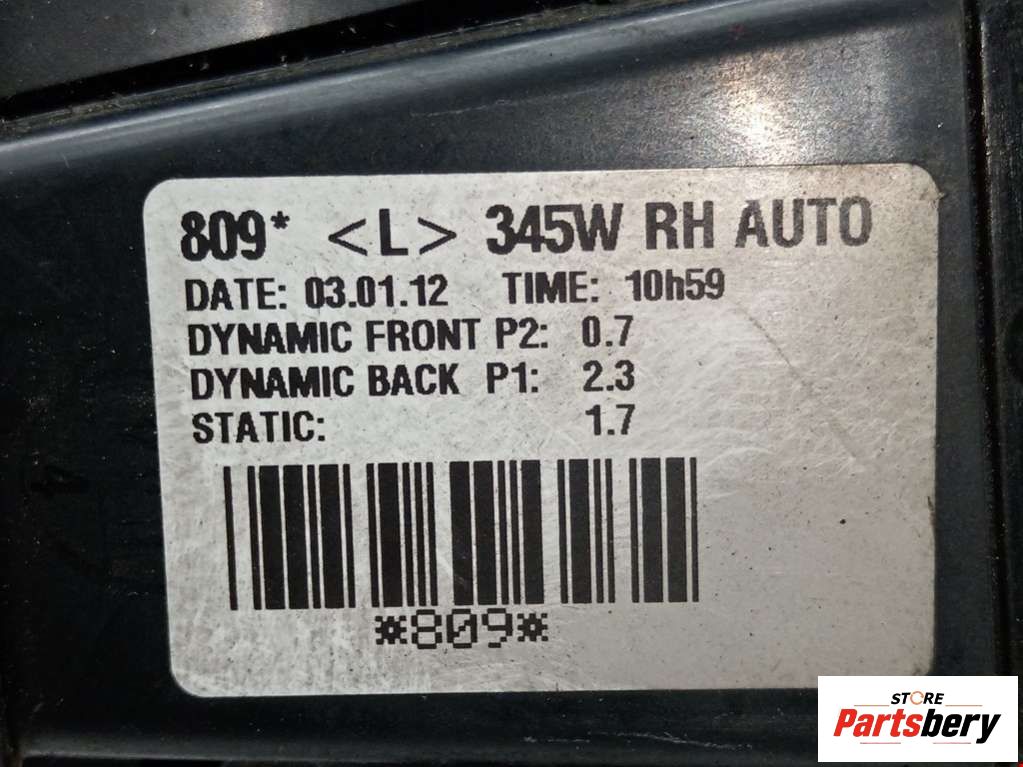 809* <L> 345W RH AUTO
DATE: 03.01.12 TIME: 10h59
DYNAMIC FRONT P2: 0.7
DYNAMIC BACK P1: 2.3
STATIC: 1.7
*809*
STORE
Partsbery